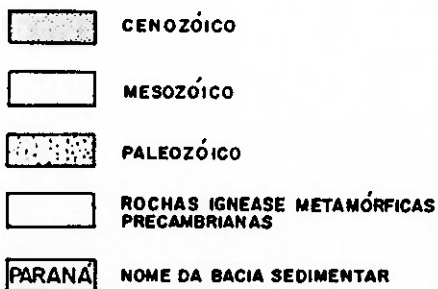 CENOZÓICO
MESOZÓICO
PALEOZÓICO
ROCHAS IGNEASE METAMÓRFICAS
PRECAMBRIANAS
PARANÁ NOME DA BACIA SEDIMENTAR